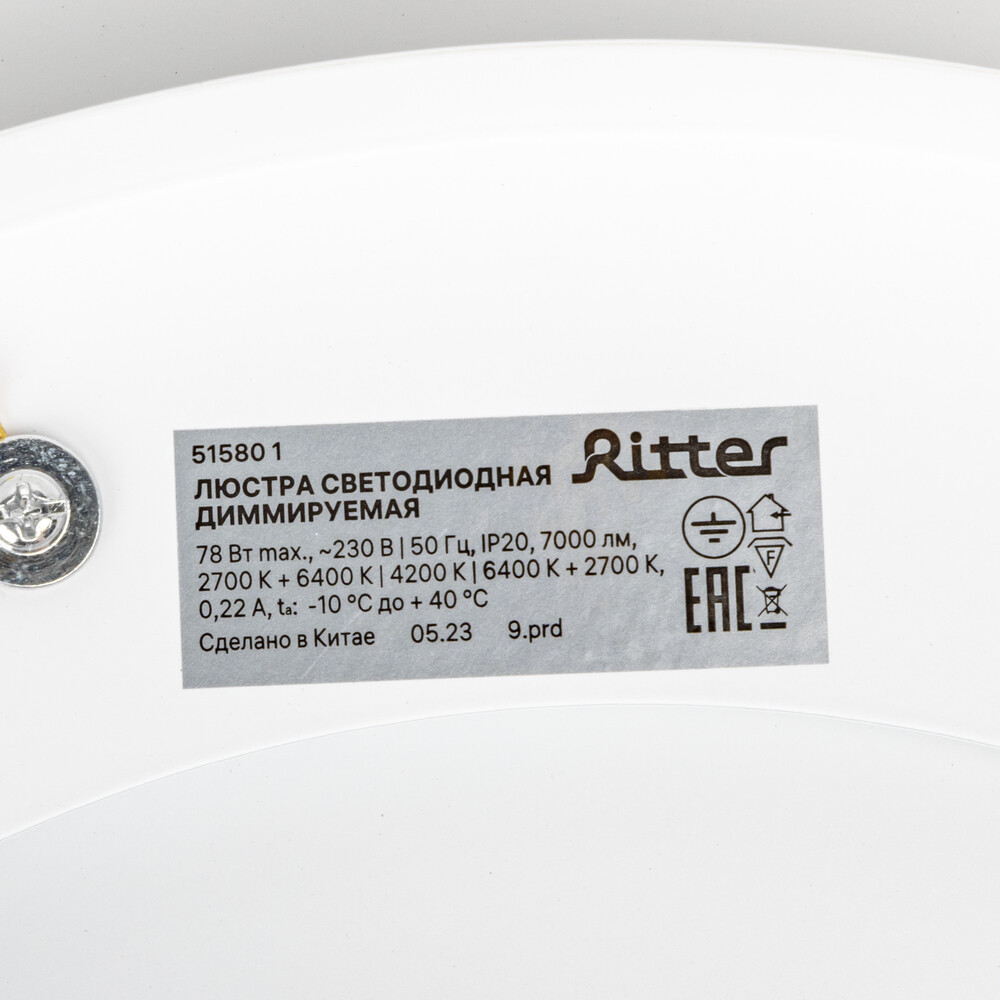 51580 1
Ritter
ЛЮСТРА СВЕТОДИОДНАЯ
ДИММИРУЕМАЯ
78 Вт max., ~230 В | 50 Гц, IP20, 7000 лм,
2700 К + 6400 К | 4200 К | 6400 К + 2700 К,
0,22 А, tₐ: -10 °C до + 40 °C
Сделано в Китае 05.23 9.prd
F
EAC